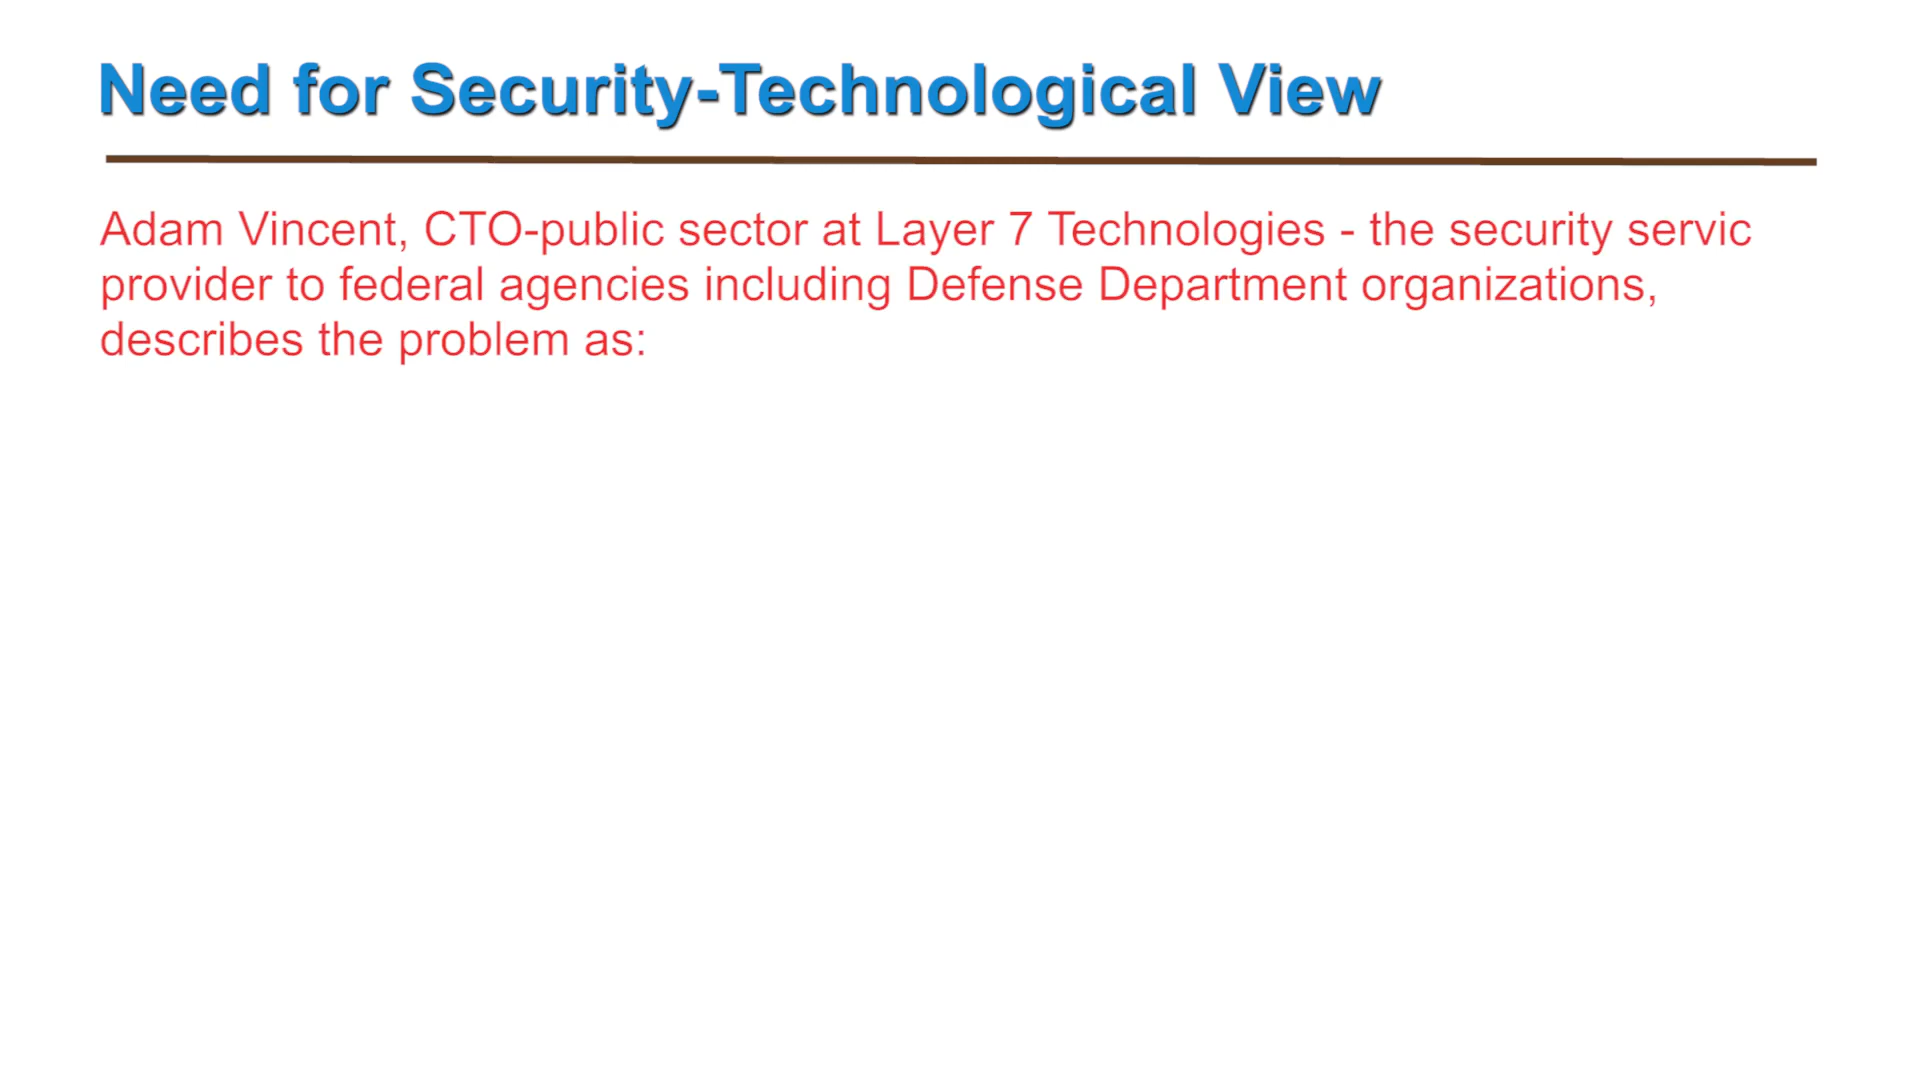 Need for Security-Technological View
Adam Vincent, CTO-public sector at Layer 7 Technologies - the security servic
provider to federal agencies including Defense Department organizations,
describes the problem as: